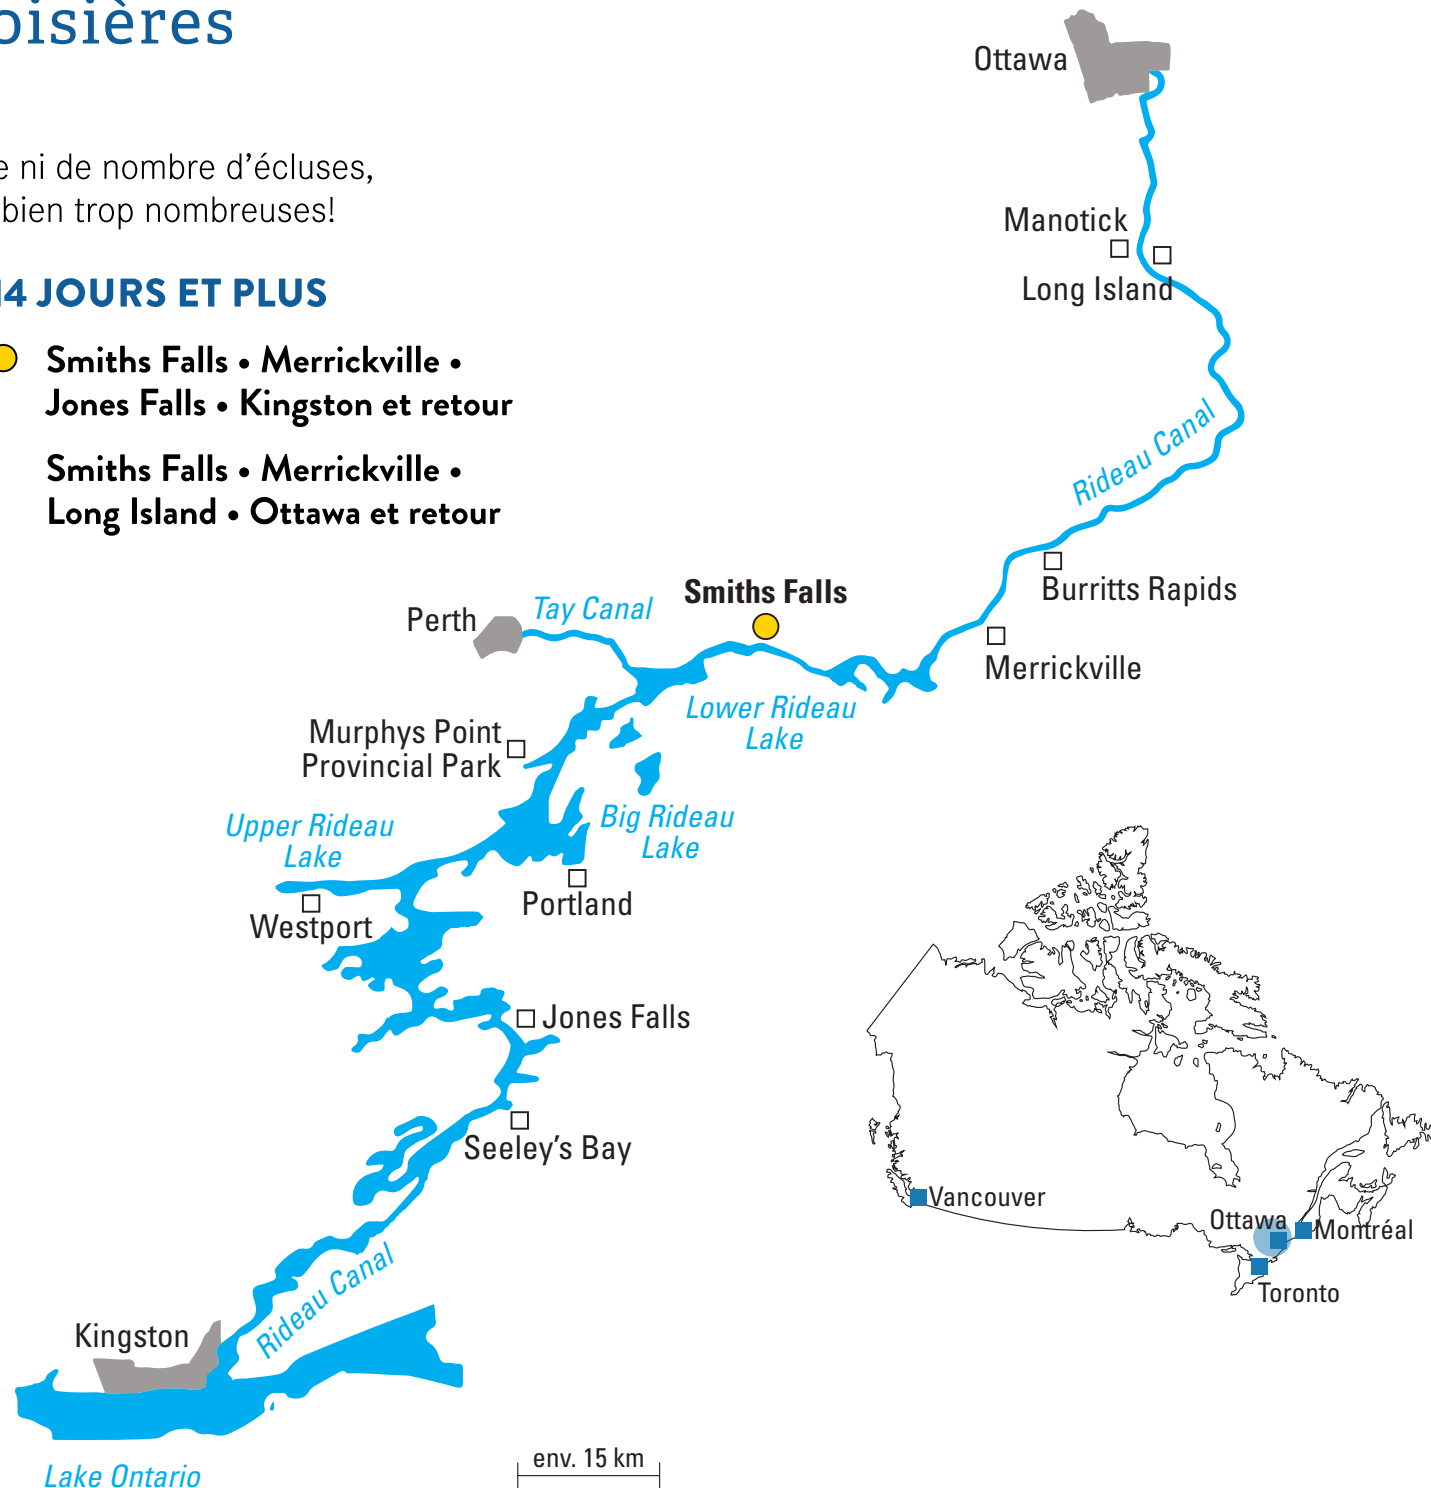 oisières
e ni de nombre d'écluses,
bien trop nombreuses!
14 JOURS ET PLUS
Smiths Falls • Merrickville •
Jones Falls • Kingston et retour
Smiths Falls • Merrickville •
Long Island • Ottawa et retour
Ottawa
Manotick
Long Island
Rideau Canal
Burritts Rapids
Merrickville
Smiths Falls
Tay Canal
Perth
Lower Rideau
Lake
Murphys Point
Provincial Park
Big Rideau
Lake
Upper Rideau
Lake
Portland
Westport
Jones Falls
Seeley's Bay
Rideau Canal
Kingston
Lake Ontario
env. 15 km
Vancouver
Ottawa
Montréal
Toronto